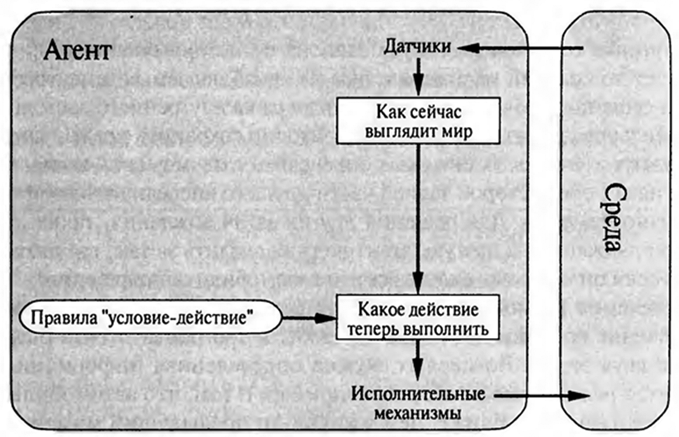 Агент
Датчики
Как сейчас
выглядит мир
Среда
Правила "условие-действие"
Какое действие
теперь выполнить
Исполнительные
механизмы